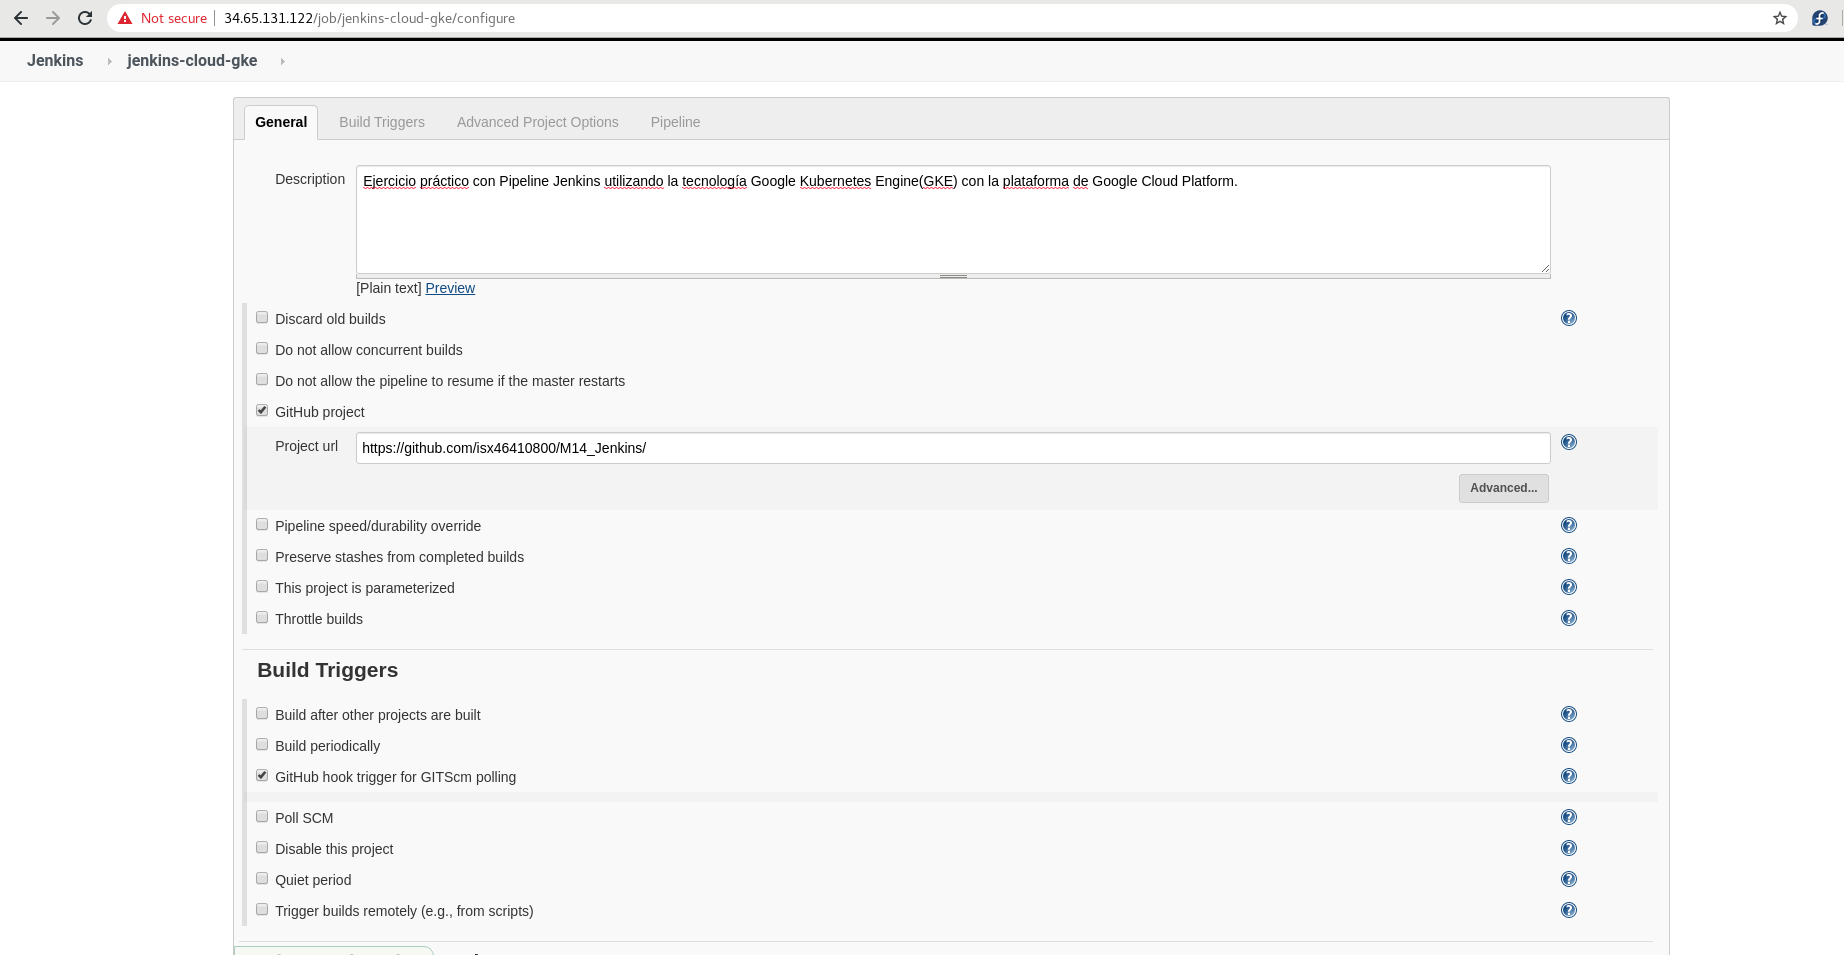 Not secure | 34.65.131.122/job/jenkins-cloud-gke/configure
Jenkins jenkins-cloud-gke
General Build Triggers Advanced Project Options Pipeline
Description Ejercicio práctico con Pipeline Jenkins utilizando la tecnología Google Kubernetes Engine(GKE) con la plataforma de Google Cloud Platform.
[Plain text] Preview
Discard old builds
Do not allow concurrent builds
Do not allow the pipeline to resume if the master restarts
GitHub project
Project url https://github.com/isx46410800/M14_Jenkins/
Advanced...
Pipeline speed/durability override
Preserve stashes from completed builds
This project is parameterized
Throttle builds
Build Triggers
Build after other projects are built
Build periodically
GitHub hook trigger for GITScm polling
Poll SCM
Disable this project
Quiet period
Trigger builds remotely (e.g., from scripts)